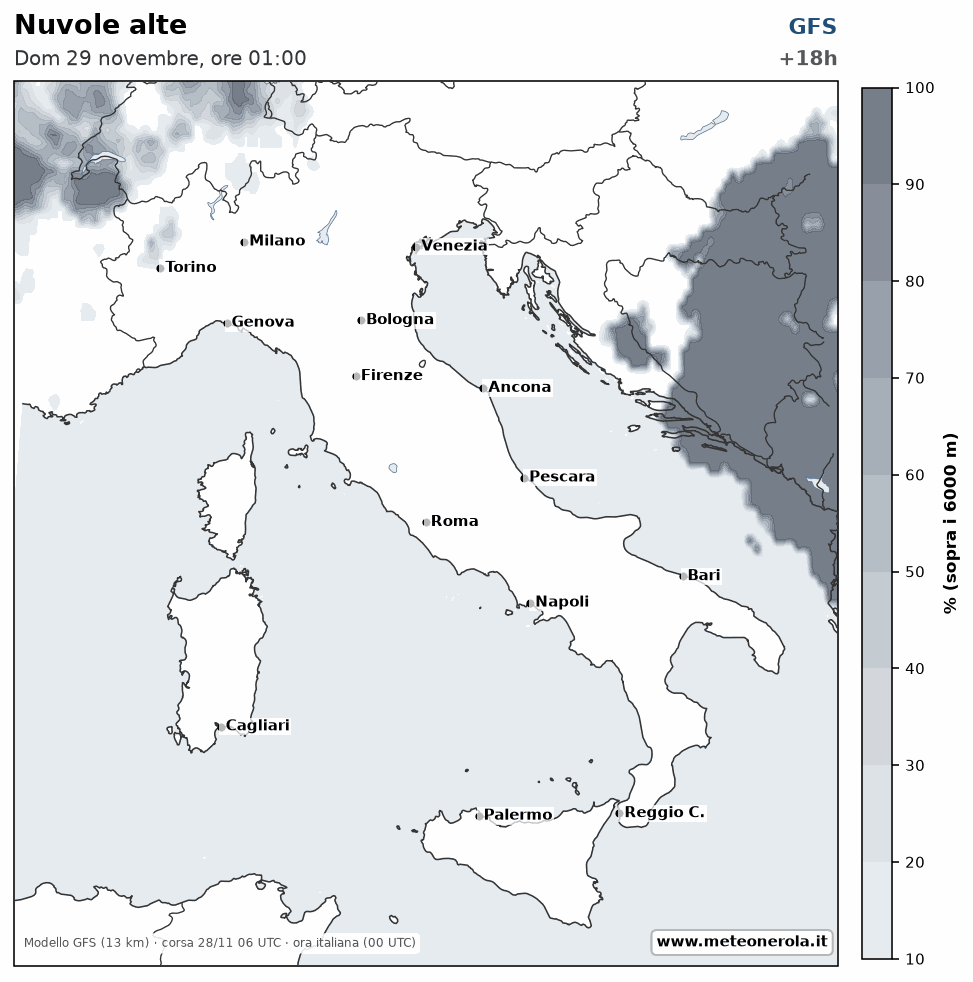 Nuvole alte
GFS
Dom 29 novembre, ore 01:00
+18h
100
90
80
70
60
50
40
30
20
10
% (sopra i 6000 m)
Milano
Venezia
Torino
Genova
Bologna
Firenze
Ancona
Pescara
Roma
Bari
Napoli
Cagliari
Palermo
Reggio C.
Modello GFS (13 km) · corsa 28/11 06 UTC · ora italiana (00 UTC)
www.meteonerola.it